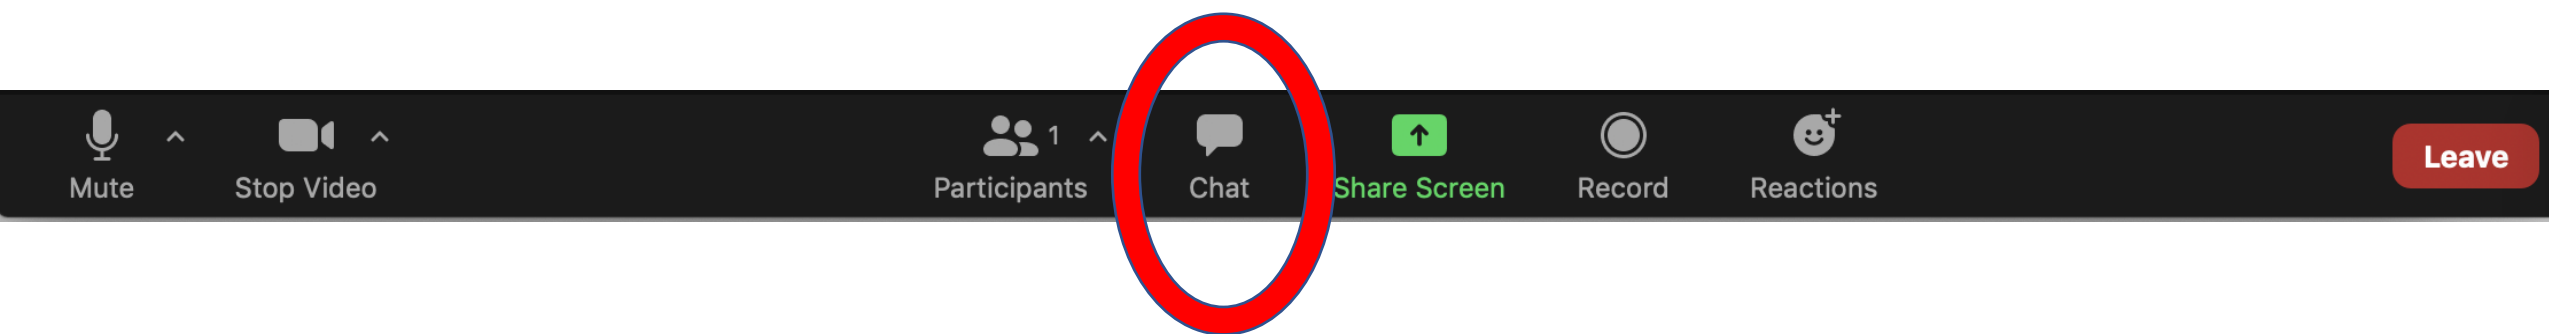 Mute
Stop Video
1
Participants
Chat
Share Screen
Record
Reactions
Leave